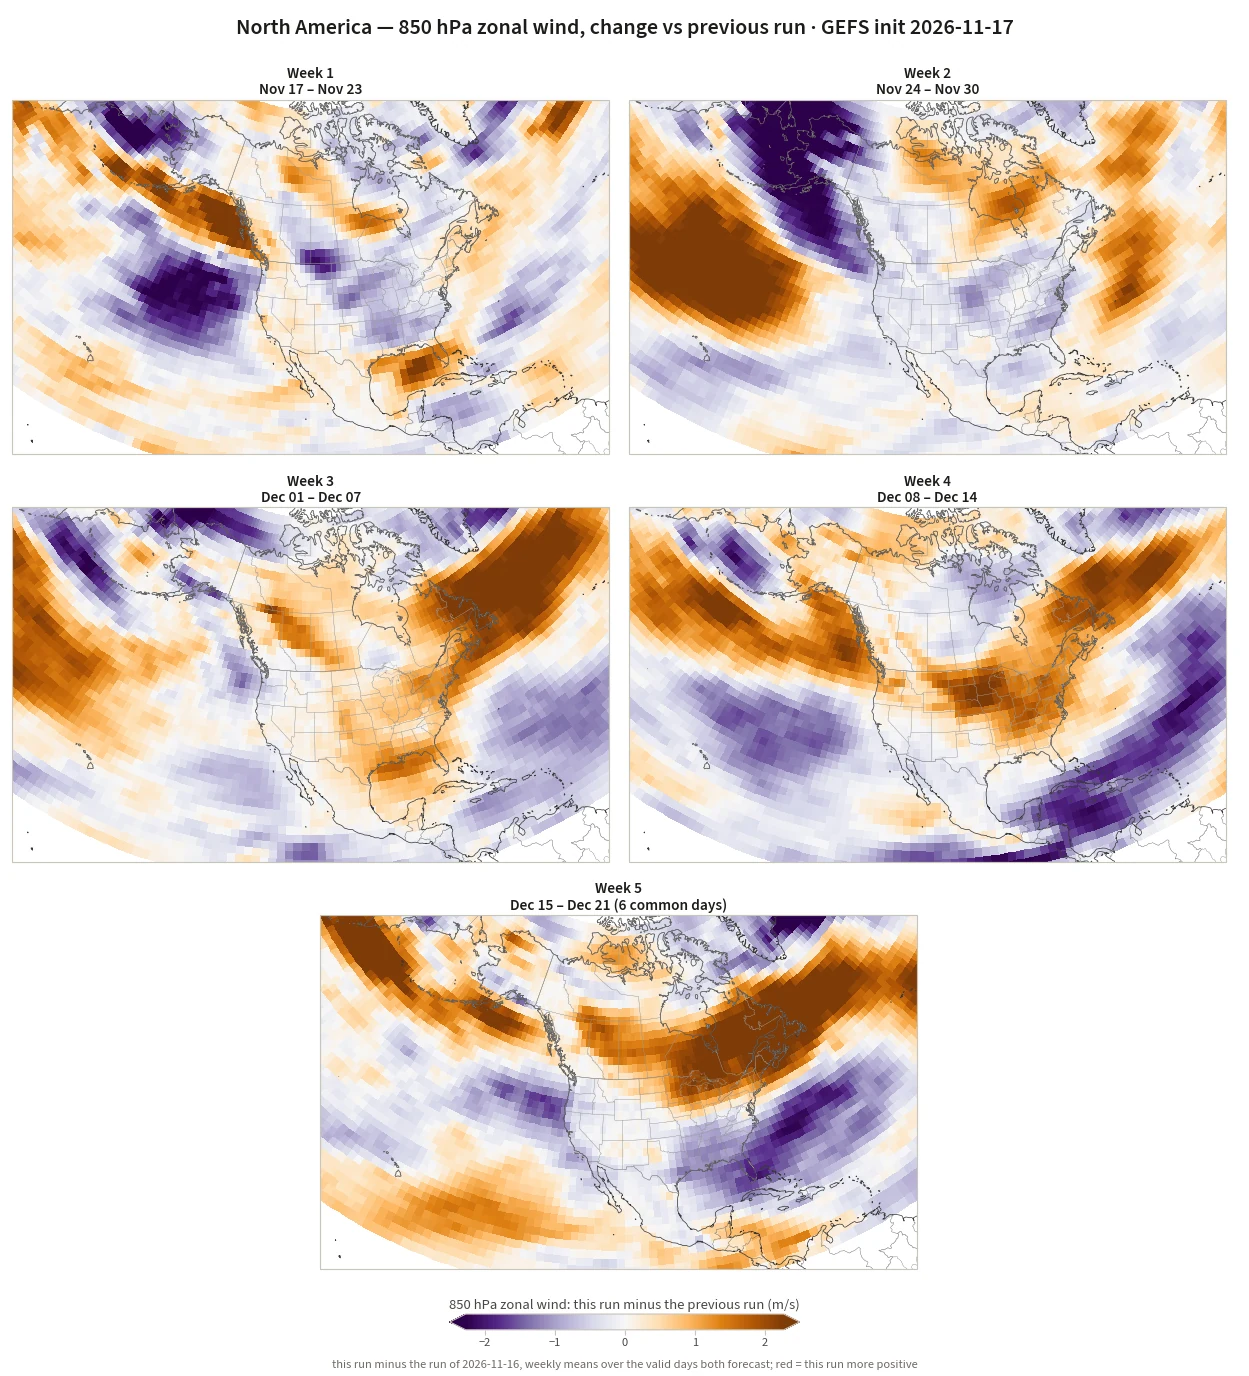 North America — 850 hPa zonal wind, change vs previous run · GEFS init 2026-11-17
Week 1
Nov 17 – Nov 23
Week 2
Nov 24 – Nov 30
Week 3
Dec 01 – Dec 07
Week 4
Dec 08 – Dec 14
Week 5
Dec 15 – Dec 21 (6 common days)
850 hPa zonal wind: this run minus the previous run (m/s)
−2 −1 0 1 2
this run minus the run of 2026-11-16, weekly means over the valid days both forecast; red = this run more positive